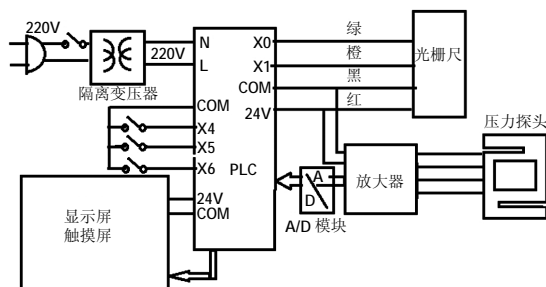 220V
隔离变压器
220V
N
L
COM
X4
X5
X6
24V
COM
PLC
X0
X1
COM
24V
绿
橙
黑
红
光栅尺
压力探头
放大器
A
D
A/D 模块
显示屏
触摸屏